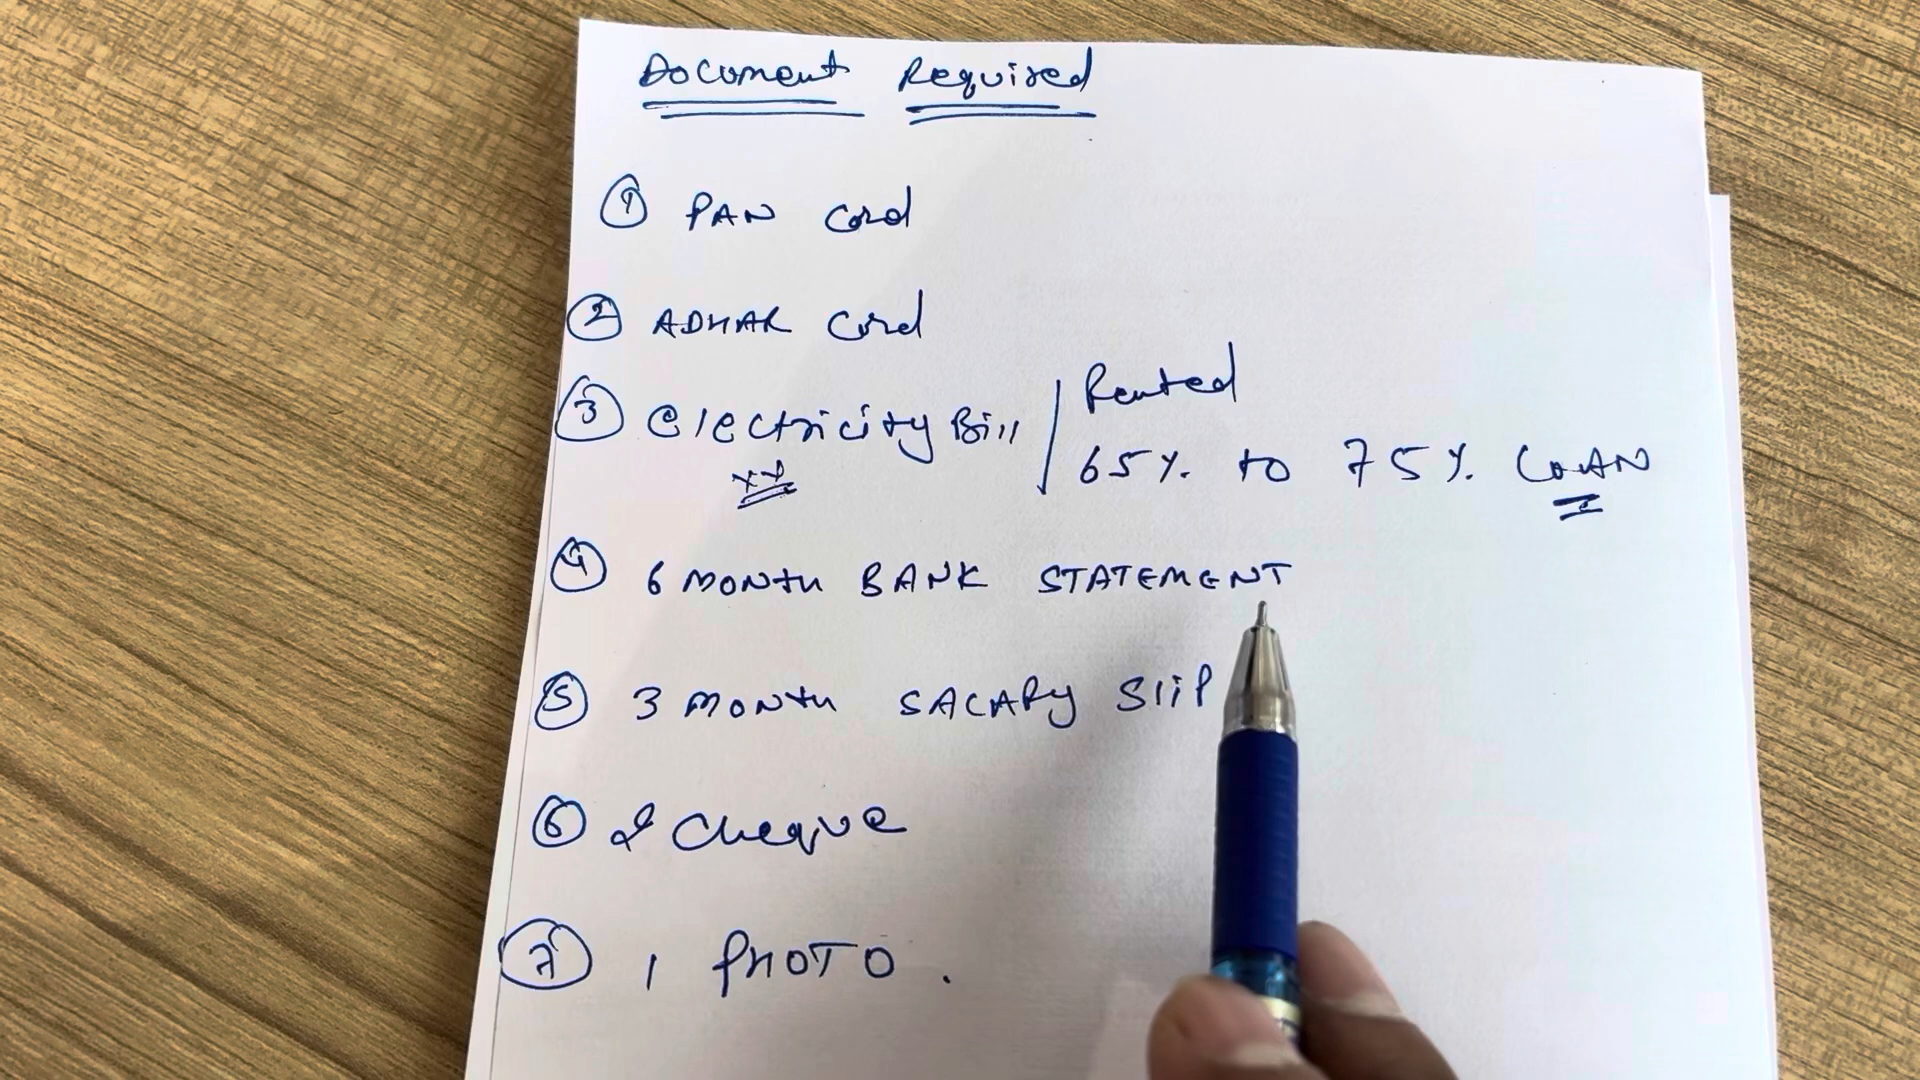 Document Required
① PAN Card
② ADHAR Card
③ Electricity Bill / Rented
65% to 75% LOAN
④ 6 MONTH BANK STATEMENT
⑤ 3 MONTH SALARY Slip
⑥ 2 Cheque
⑦ 1 PHOTO.